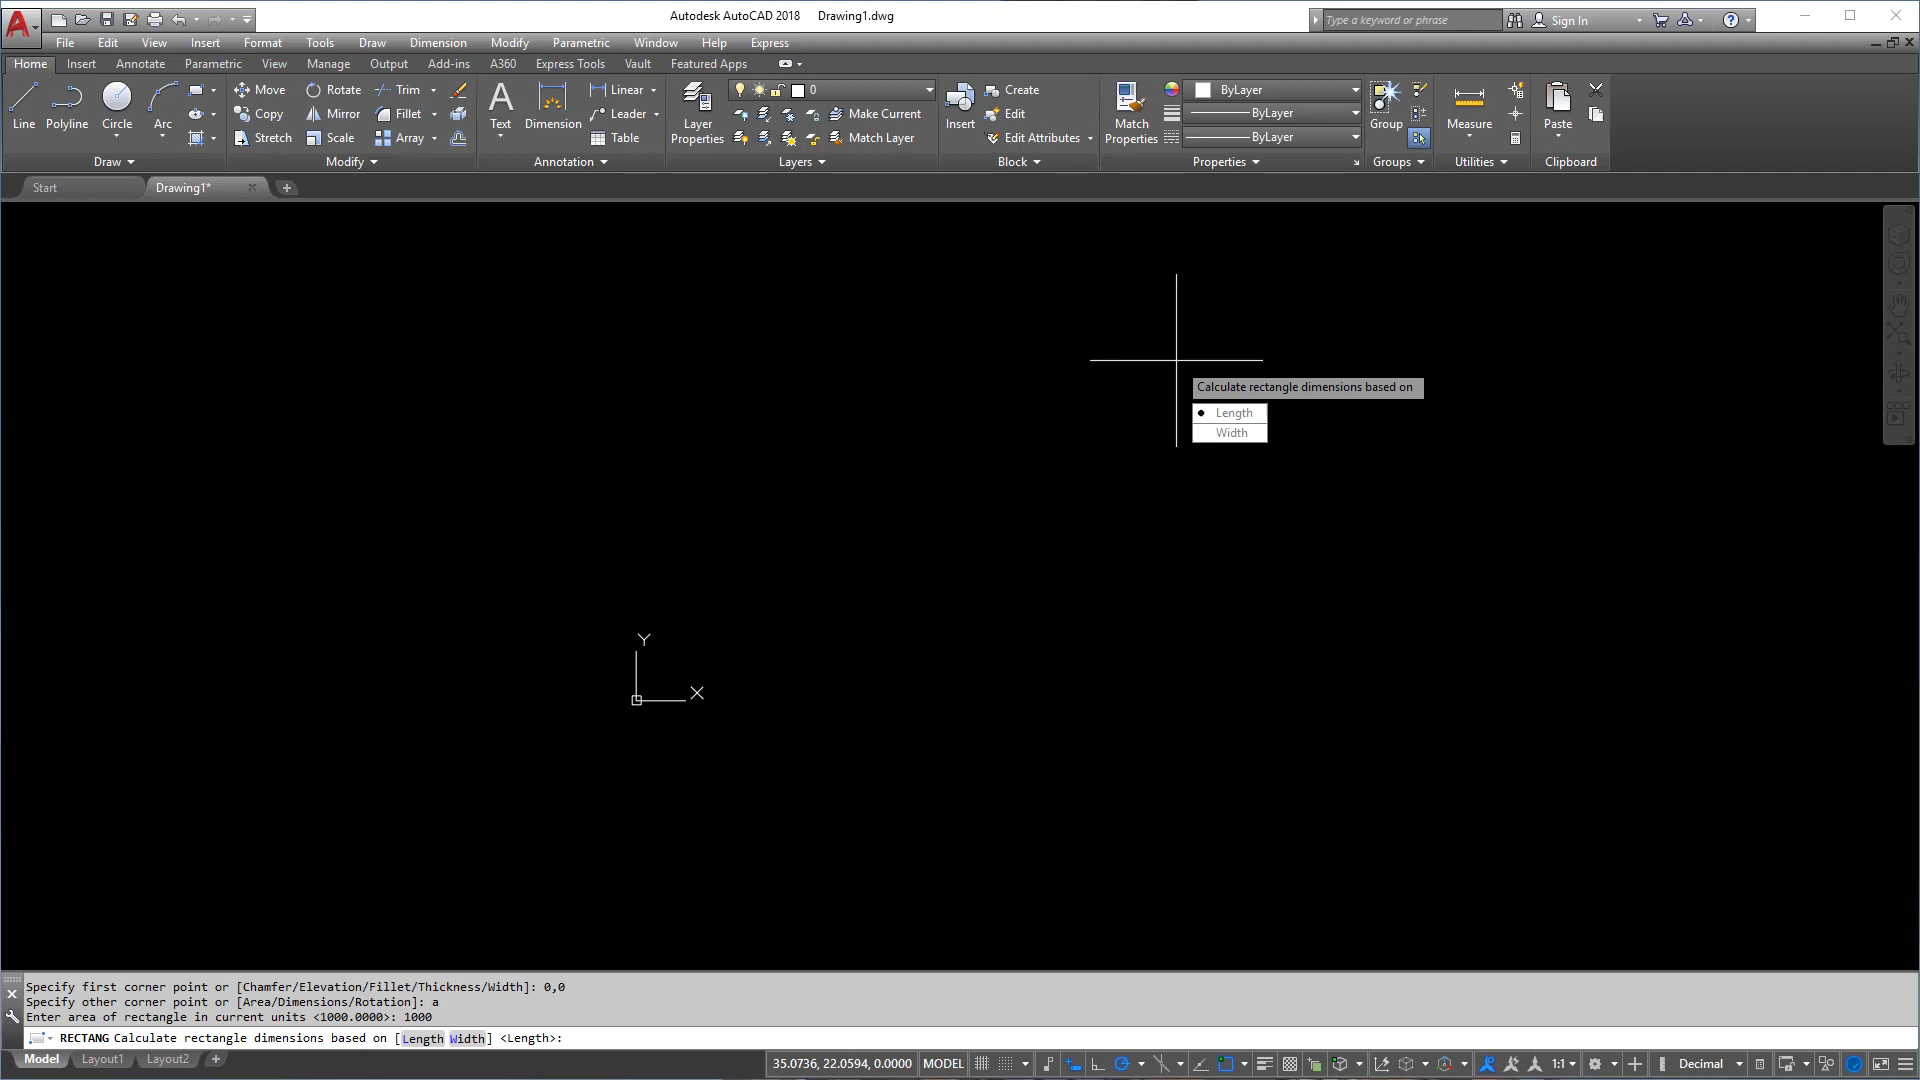 Autodesk AutoCAD 2018 Drawing1.dwg
Type a keyword or phrase
Sign In
File Edit View Insert Format Tools Draw Dimension Modify Parametric Window Help Express
Home Insert Annotate Parametric View Manage Output Add-ins A360 Express Tools Vault Featured Apps
Line Polyline Circle Arc
Move Rotate Trim
Copy Mirror Fillet
Stretch Scale Array
Text Dimension
Linear
Leader
Table
Layer Properties
0
Make Current
Match Layer
Insert
Create
Edit
Edit Attributes
Match Properties
ByLayer
ByLayer
ByLayer
Group
Measure
Paste
Draw Modify Annotation Layers Block Properties Groups Utilities Clipboard
Start Drawing1*
Calculate rectangle dimensions based on
Length
Width
Y
X
Specify first corner point or [Chamfer/Elevation/Fillet/Thickness/Width]: 0,0
Specify other corner point or [Area/Dimensions/Rotation]: a
Enter area of rectangle in current units <1000.0000>: 1000
RECTANG Calculate rectangle dimensions based on [Length Width] <Length>:
Model Layout1 Layout2 +
35.0736, 22.0594, 0.0000 MODEL
1:1
Decimal